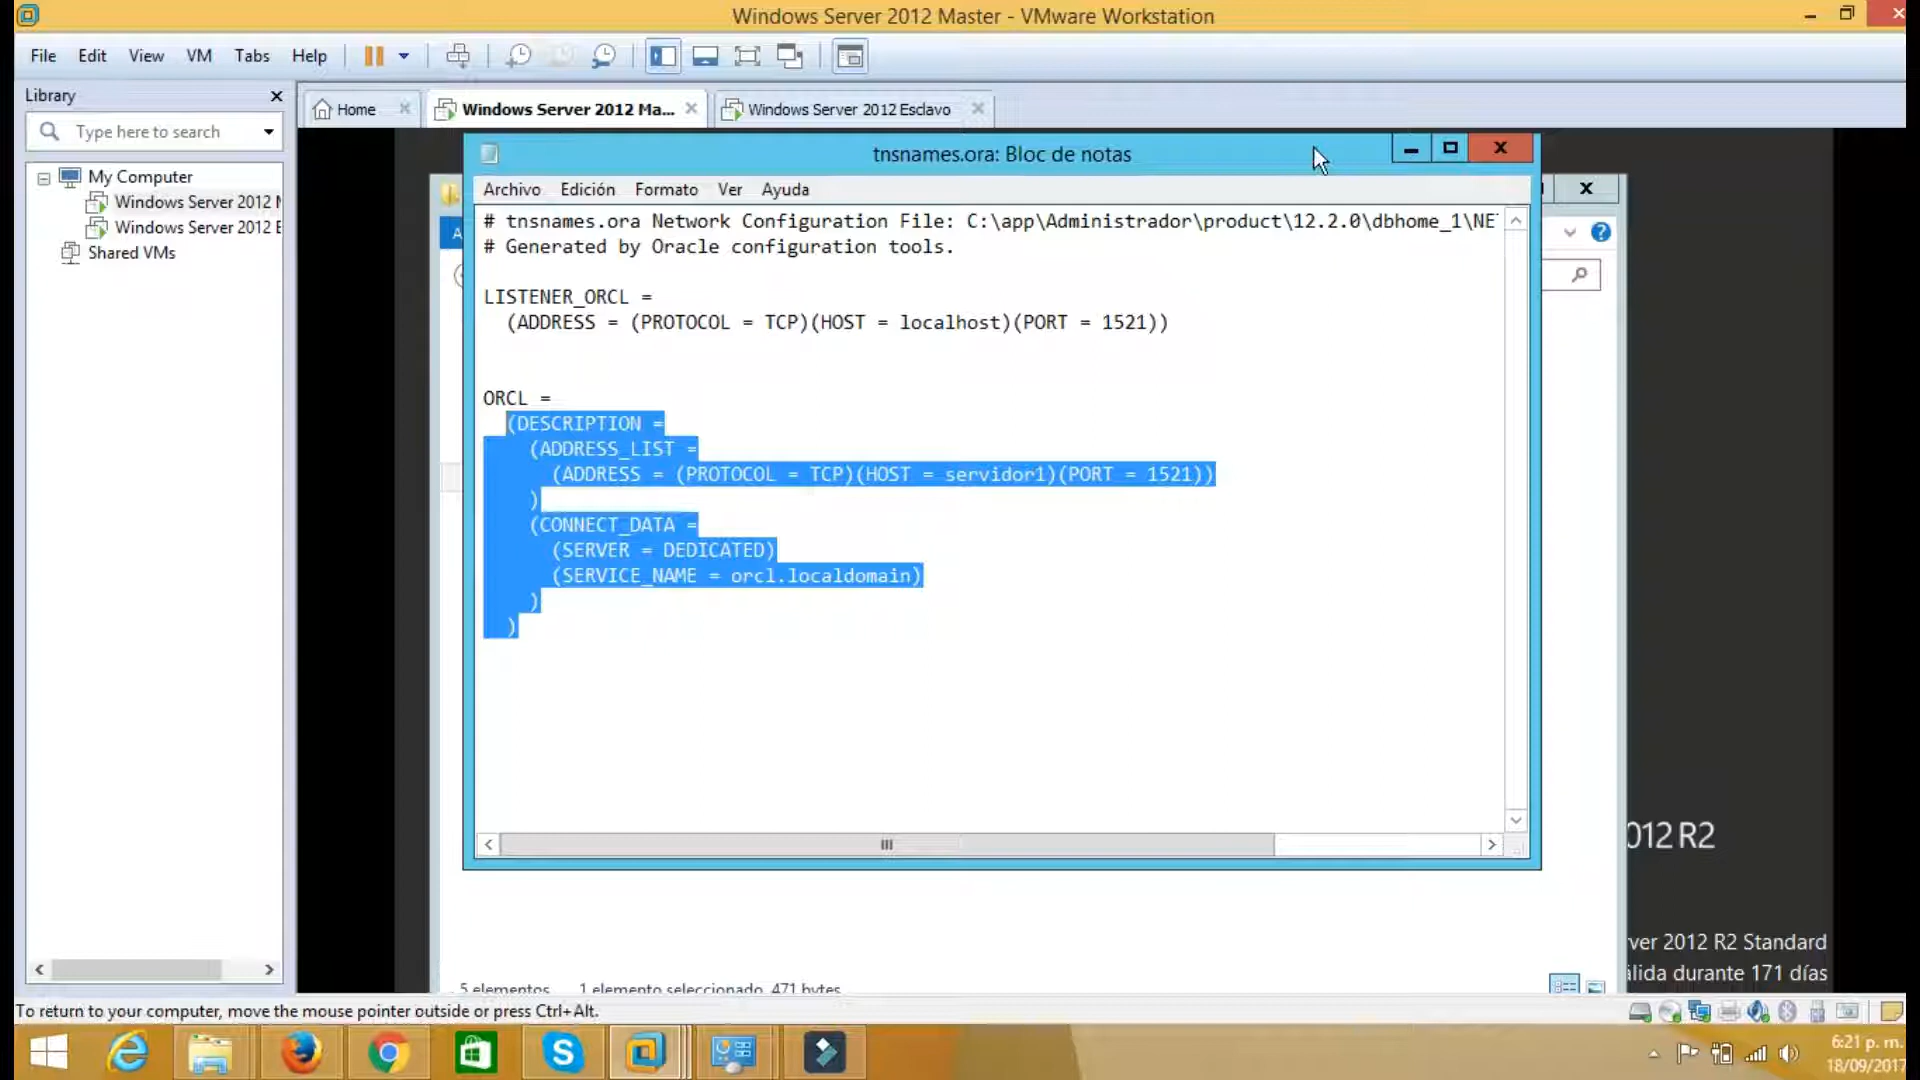 Windows Server 2012 Master - VMware Workstation
File Edit View VM Tabs Help
Library
Home
Windows Server 2012 Ma...
Windows Server 2012 Esclavo
Type here to search
My Computer
Windows Server 2012
Windows Server 2012
Shared VMs
tnsnames.ora: Bloc de notas
Archivo Edición Formato Ver Ayuda
# tnsnames.ora Network Configuration File: C:\app\Administrador\product\12.2.0\dbhome_1\NE
# Generated by Oracle configuration tools.
LISTENER_ORCL =
(ADDRESS = (PROTOCOL = TCP)(HOST = localhost)(PORT = 1521))
ORCL =
(DESCRIPTION =
(ADDRESS_LIST =
(ADDRESS = (PROTOCOL = TCP)(HOST = servidor1)(PORT = 1521))
)
(CONNECT_DATA =
(SERVER = DEDICATED)
(SERVICE_NAME = orcl.localdomain)
)
)
012 R2
ver 2012 R2 Standard
álida durante 171 días
5 elementos 1 elemento seleccionado 471 bytes
To return to your computer, move the mouse pointer outside or press Ctrl+Alt.
6:21 p. m.
18/09/2017